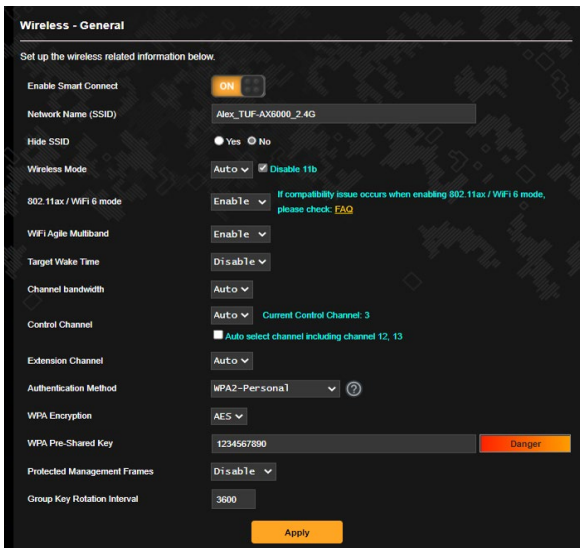 Wireless - General
Set up the wireless related information below.
Enable Smart Connect ON
Network Name (SSID) Alex_TUF-AX6000_2.4G
Hide SSID Yes No
Wireless Mode Auto Disable 11b
802.11ax / WiFi 6 mode Enable If compatibility issue occurs when enabling 802.11ax / WiFi 6 mode,
please check: FAQ
WiFi Agile Multiband Enable
Target Wake Time Disable
Channel bandwidth Auto
Control Channel Auto Current Control Channel: 3
Auto select channel including channel 12, 13
Extension Channel Auto
Authentication Method WPA2-Personal ?
WPA Encryption AES
WPA Pre-Shared Key 1234567890 Danger
Protected Management Frames Disable
Group Key Rotation Interval 3600
Apply